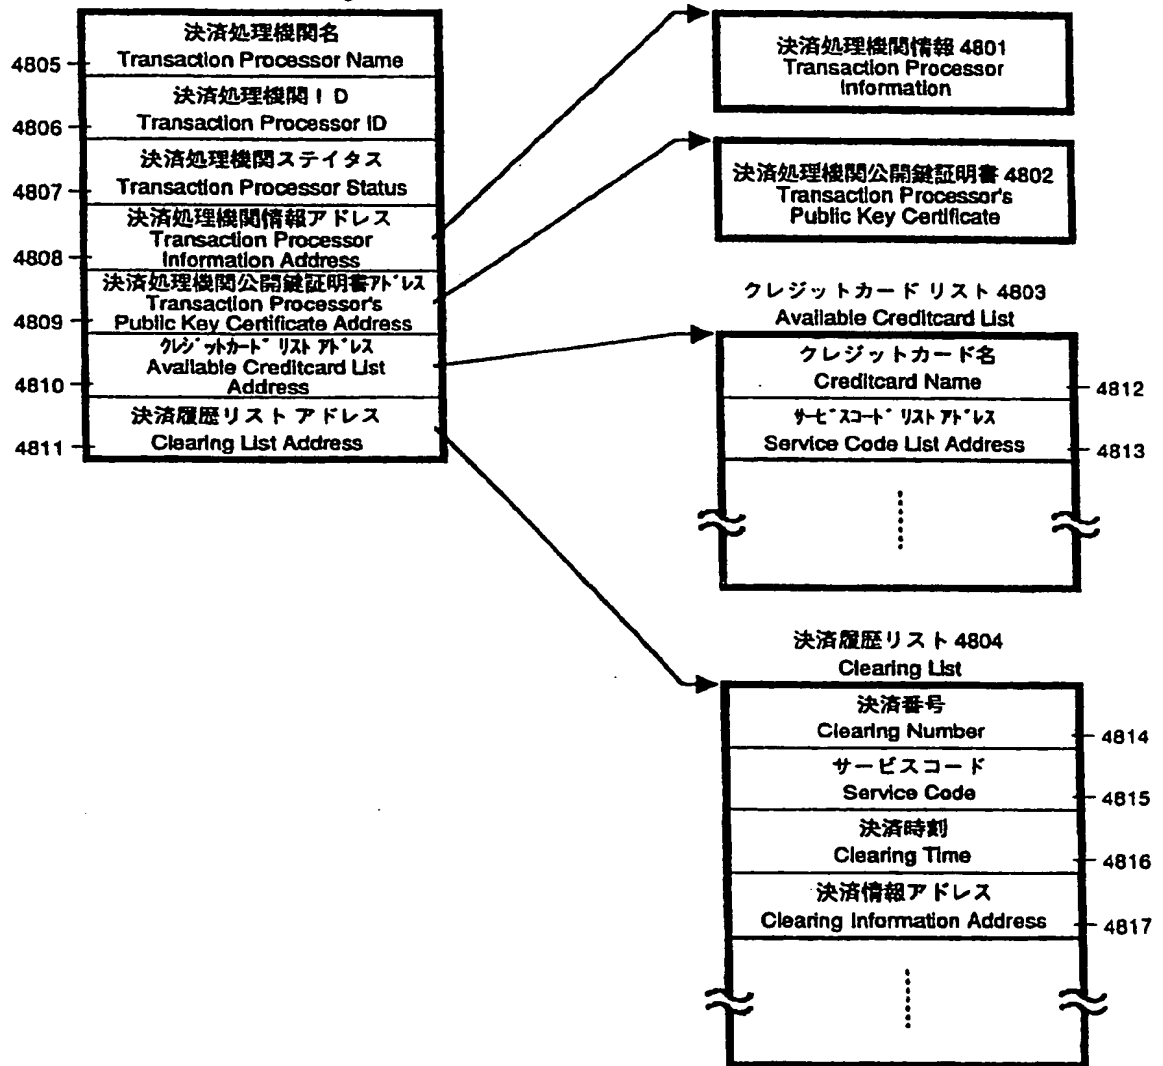 決済処理機関名
Transaction Processor Name
4805
決済処理機関ID
Transaction Processor ID
4806
決済処理機関ステイタス
Transaction Processor Status
4807
決済処理機関情報アドレス
Transaction Processor
Information Address
4808
決済処理機関公開鍵証明書アドレス
Transaction Processor's
Public Key Certificate Address
4809
クレジットカード リスト アドレス
Available Creditcard List
Address
4810
決済履歴リスト アドレス
Clearing List Address
4811
決済処理機関情報 4801
Transaction Processor
Information
決済処理機関公開鍵証明書 4802
Transaction Processor's
Public Key Certificate
クレジットカード リスト 4803
Available Creditcard List
クレジットカード名
Creditcard Name
4812
サービスコード リスト アドレス
Service Code List Address
4813
決済履歴リスト 4804
Clearing List
決済番号
Clearing Number
4814
サービスコード
Service Code
4815
決済時刻
Clearing Time
4816
決済情報アドレス
Clearing Information Address
4817